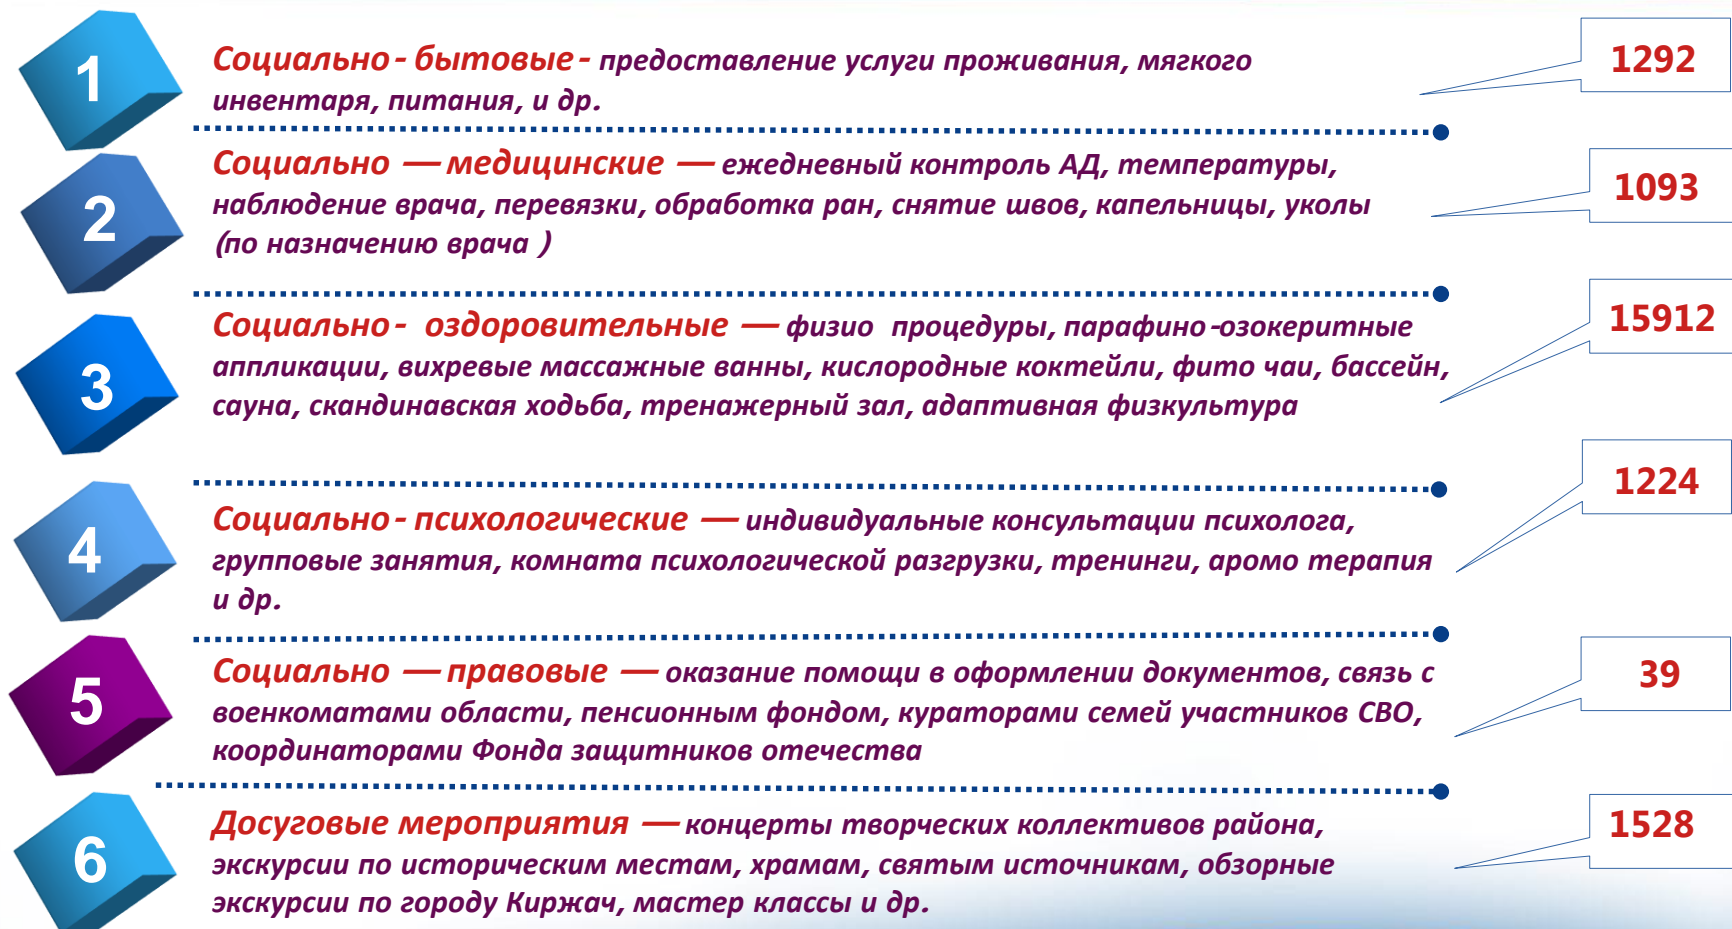 1
Социально - бытовые - предоставление услуги проживания, мягкого
инвентаря, питания, и др.
1292
2
Социально — медицинские — ежедневный контроль АД, температуры,
наблюдение врача, перевязки, обработка ран, снятие швов, капельницы, уколы
(по назначению врача )
1093
3
Социально - оздоровительные — физио процедуры, парафино-озокеритные
аппликации, вихревые массажные ванны, кислородные коктейли, фито чаи, бассейн,
сауна, скандинавская ходьба, тренажерный зал, адаптивная физкультура
15912
4
Социально - психологические — индивидуальные консультации психолога,
групповые занятия, комната психологической разгрузки, тренинги, аромо терапия
и др.
1224
5
Социально — правовые — оказание помощи в оформлении документов, связь с
военкоматами области, пенсионным фондом, кураторами семей участников СВО,
координаторами Фонда защитников отечества
39
6
Досуговые мероприятия — концерты творческих коллективов района,
экскурсии по историческим местам, храмам, святым источникам, обзорные
экскурсии по городу Киржач, мастер классы и др.
1528